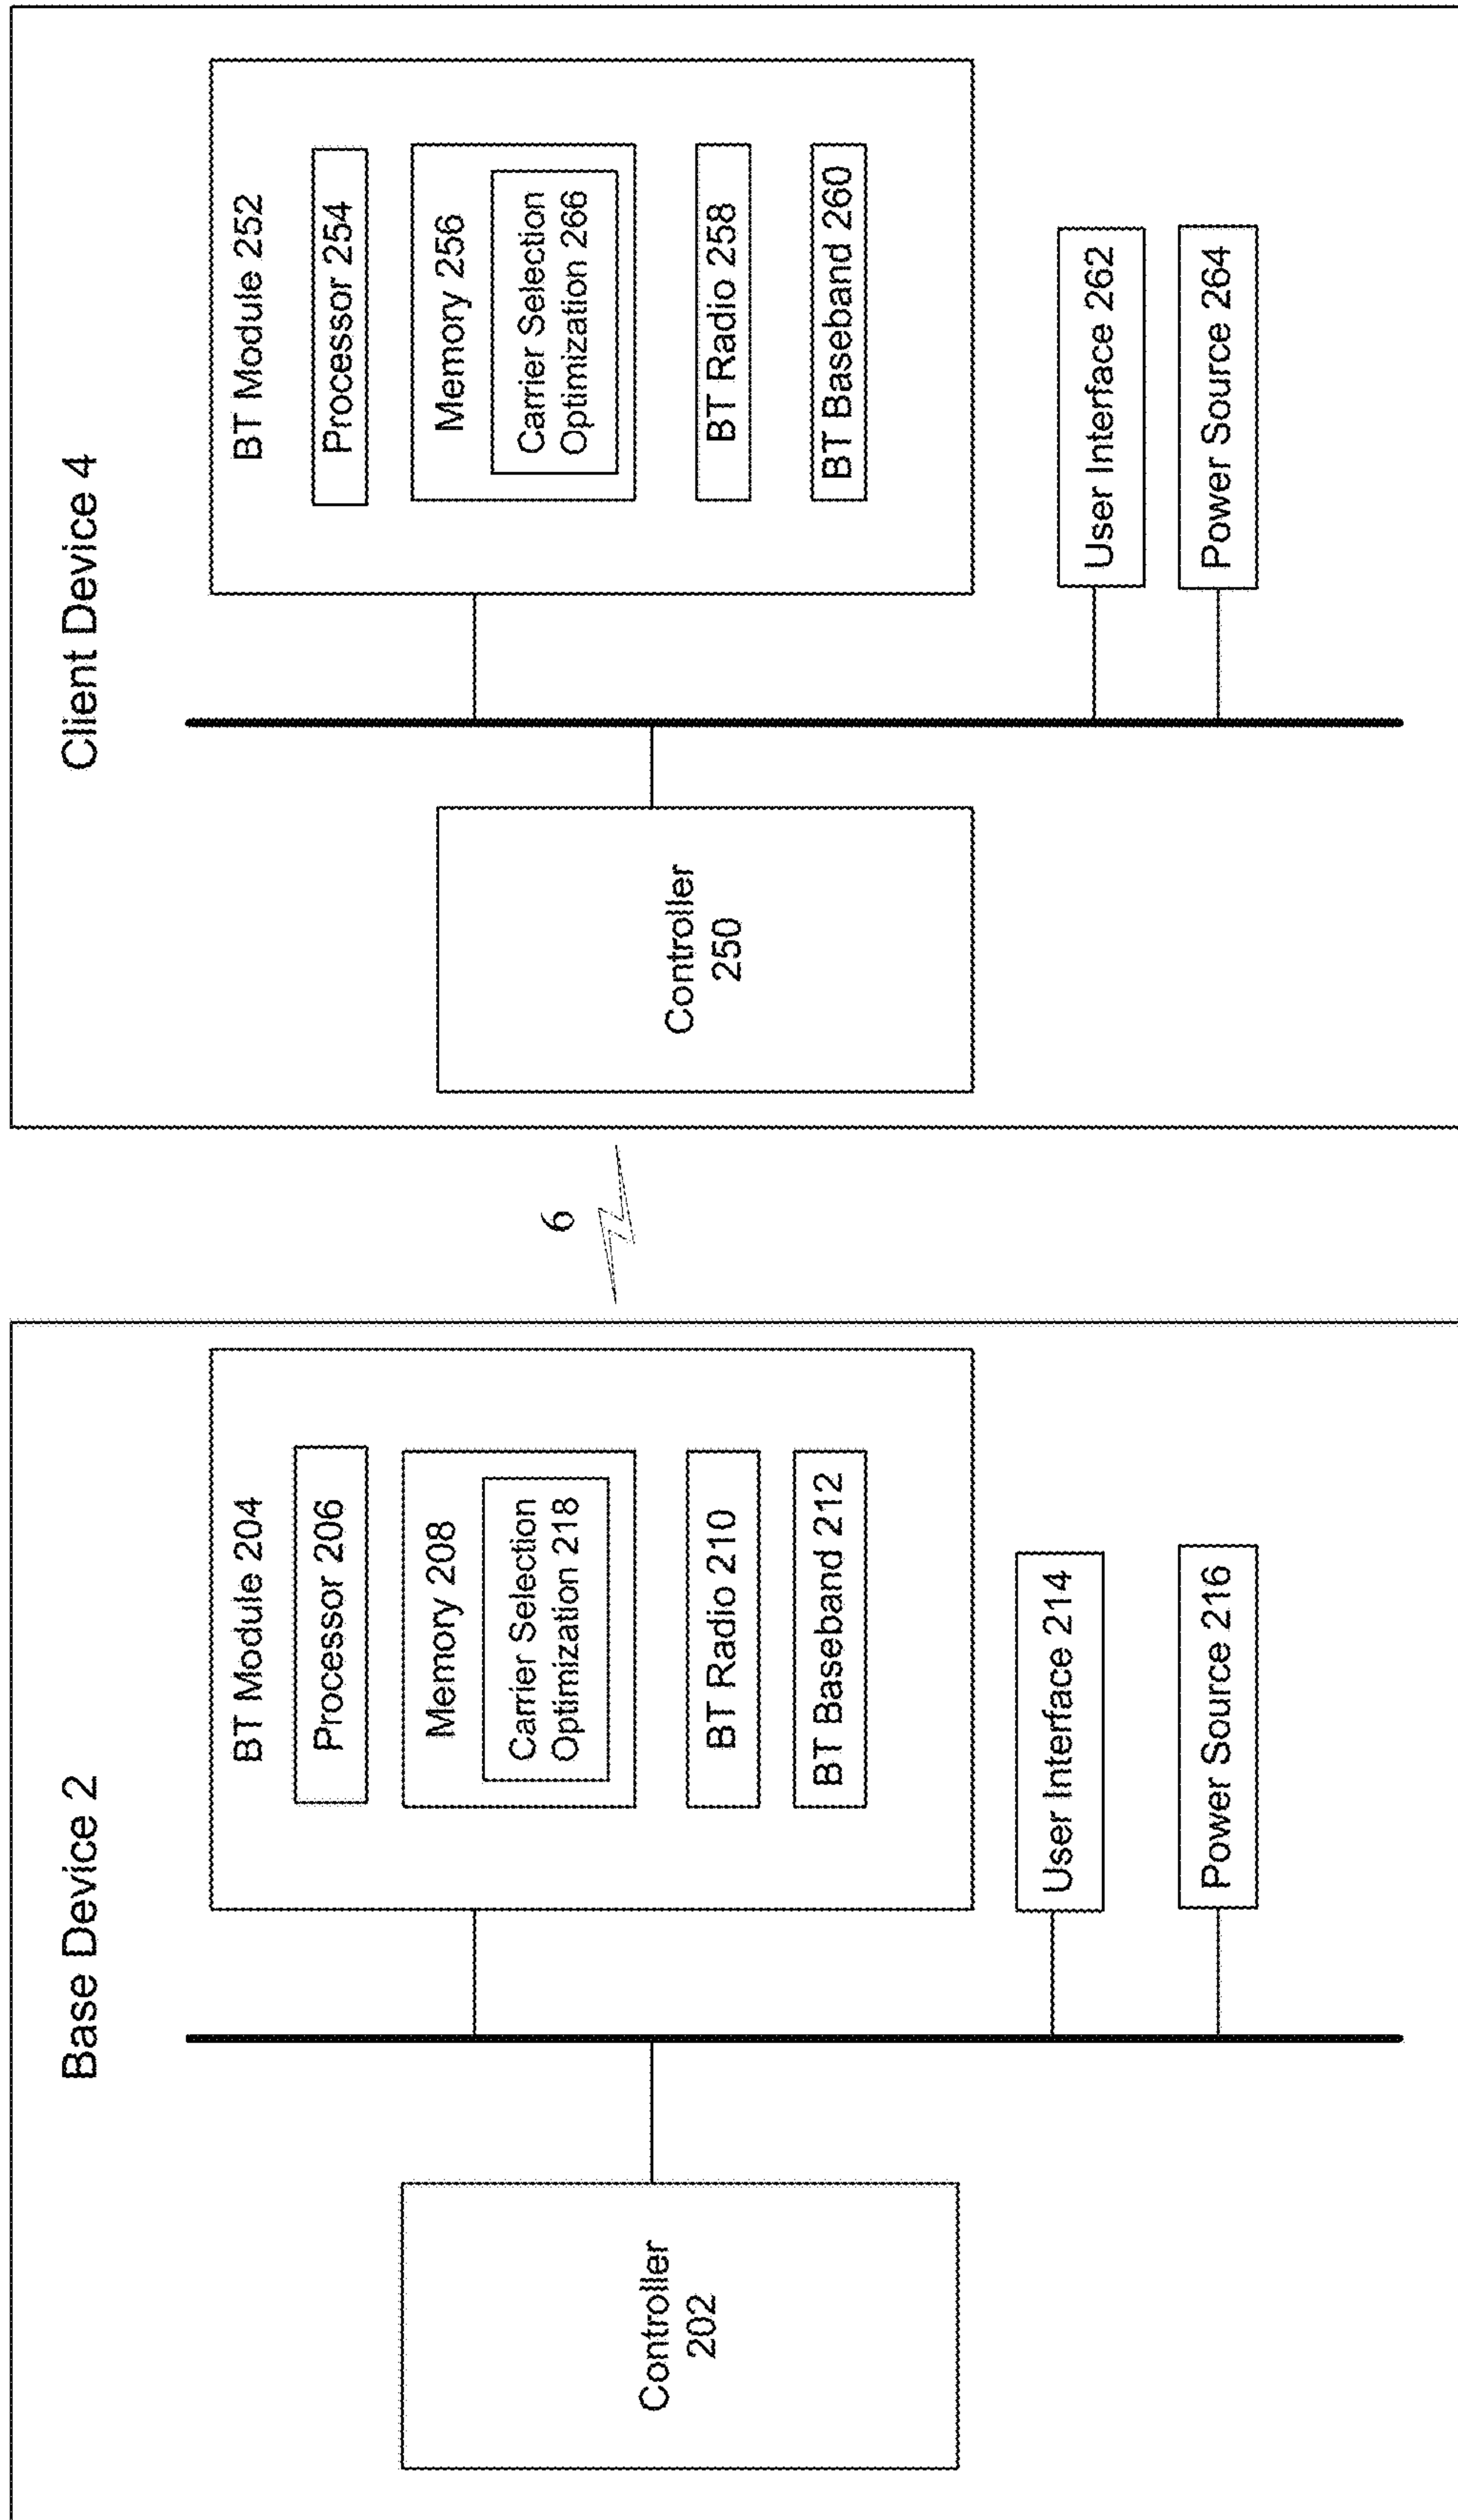 Base Device 2
Controller
202
BT Module 204
Processor 206
Memory 208
Carrier Selection
Optimization 218
BT Radio 210
BT Baseband 212
User Interface 214
Power Source 216
6
Client Device 4
Controller
250
BT Module 252
Processor 254
Memory 256
Carrier Selection
Optimization 266
BT Radio 258
BT Baseband 260
User Interface 262
Power Source 264